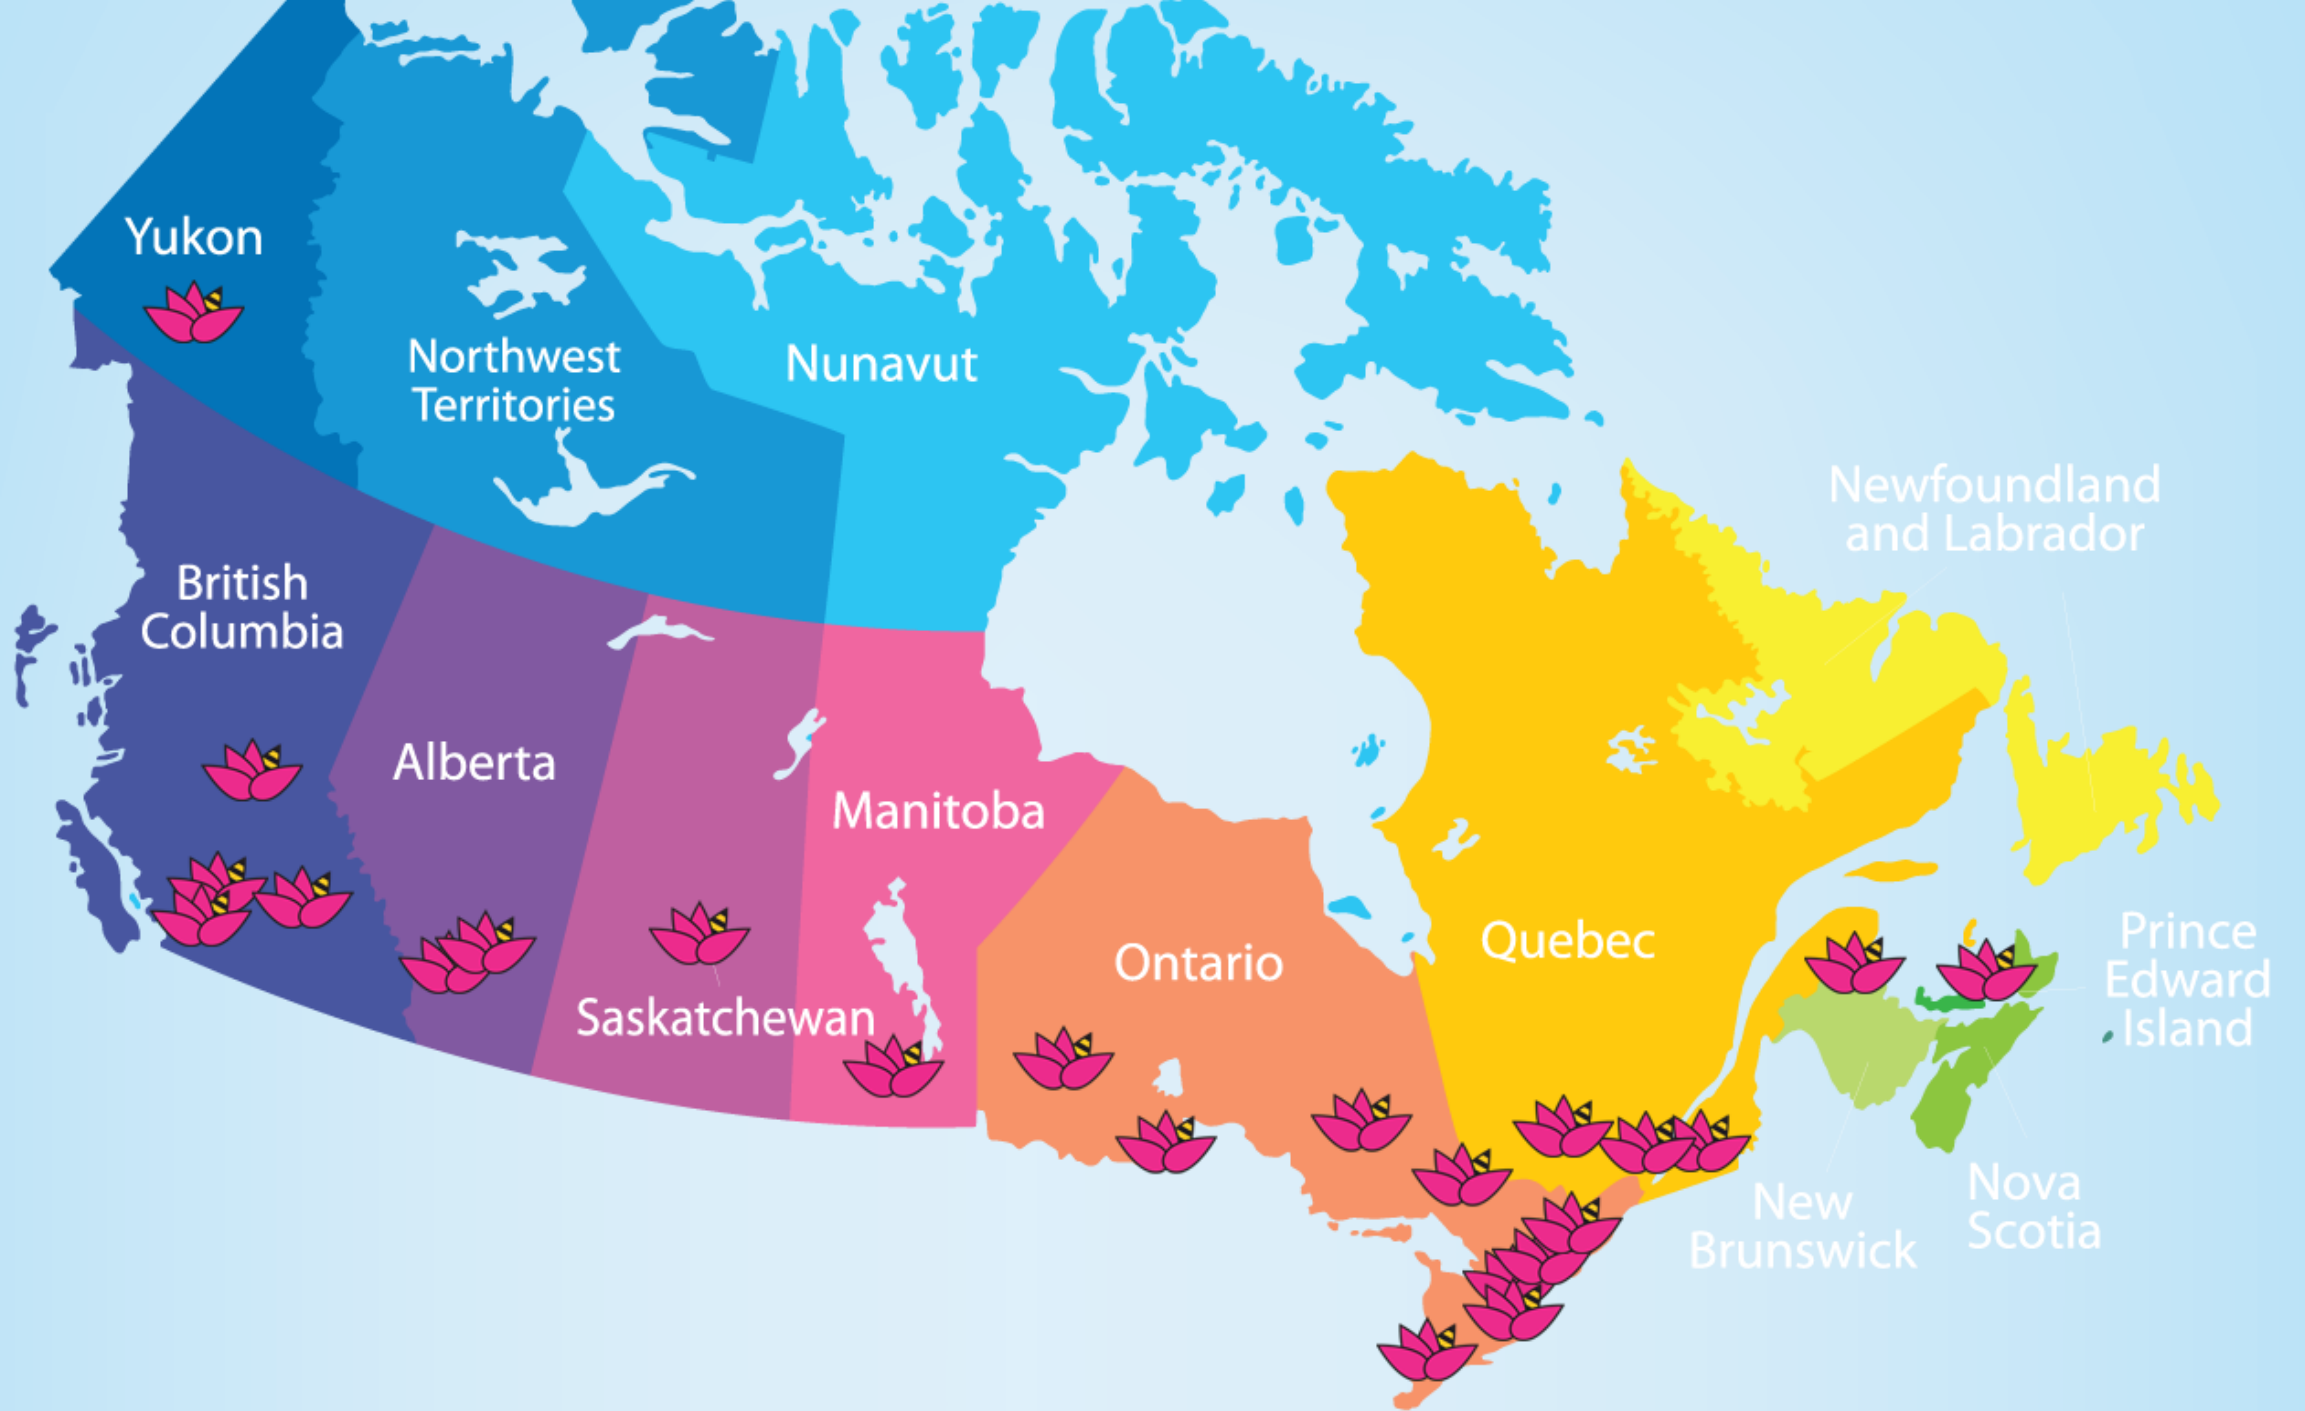 Yukon
Northwest
Territories
Nunavut
Newfoundland
and Labrador
British
Columbia
Alberta
Manitoba
Saskatchewan
Ontario
Quebec
Prince
Edward
Island
New
Brunswick
Nova
Scotia